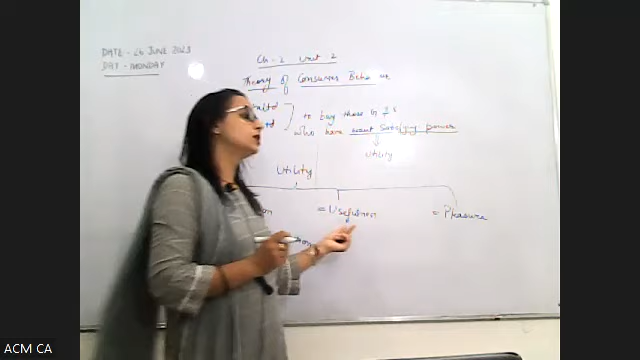 DATE - 26 JUNE 2023
DAY - MONDAY
Ch-2 Unit-2
Theory of Consumer Beha
to buy those G & S
who have want satisfying power
utility
Utility
= Usefulness
= Pleasure
ACM CA